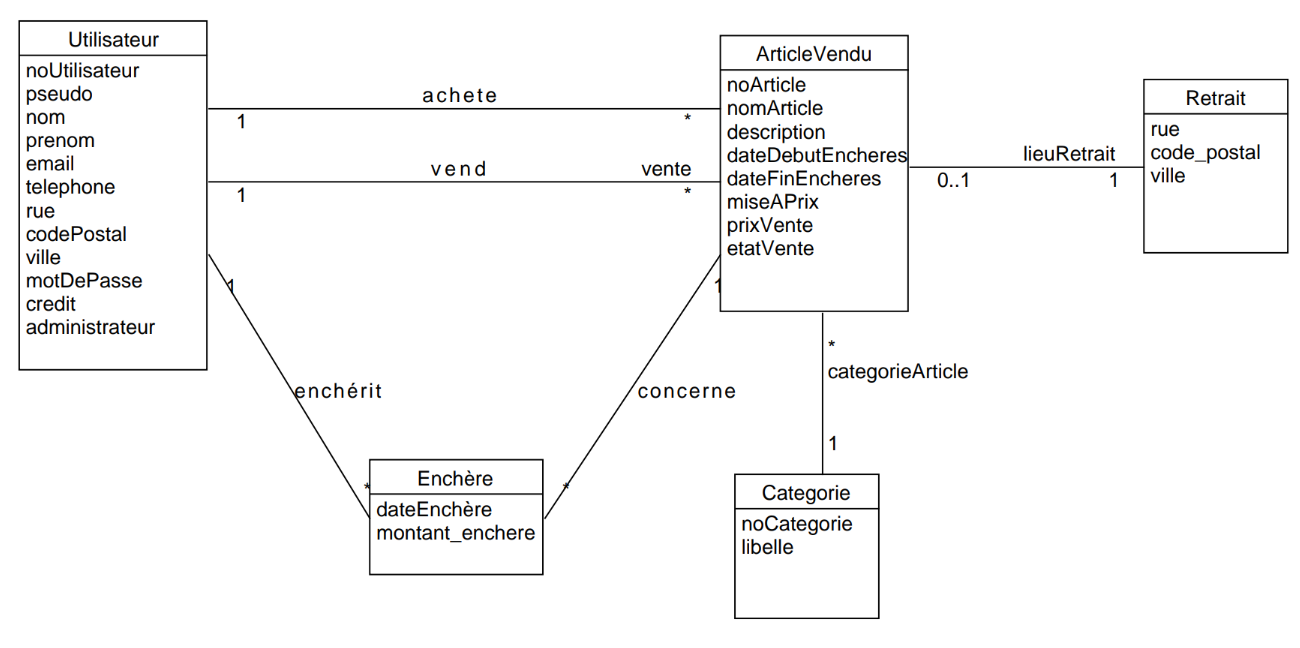 Utilisateur
noUtilisateur
pseudo
nom
prenom
email
telephone
rue
codePostal
ville
motDePasse
credit
administrateur
achete
1
*
vend
vente
1
*
ArticleVendu
noArticle
nomArticle
description
dateDebutEncheres
dateFinEncheres
miseAPrix
prixVente
etatVente
lieuRetrait
0..1
1
Retrait
rue
code_postal
ville
1
enchérit
*
1
concerne
*
Enchère
dateEnchère
montant_enchere
*
categorieArticle
1
Categorie
noCategorie
libelle